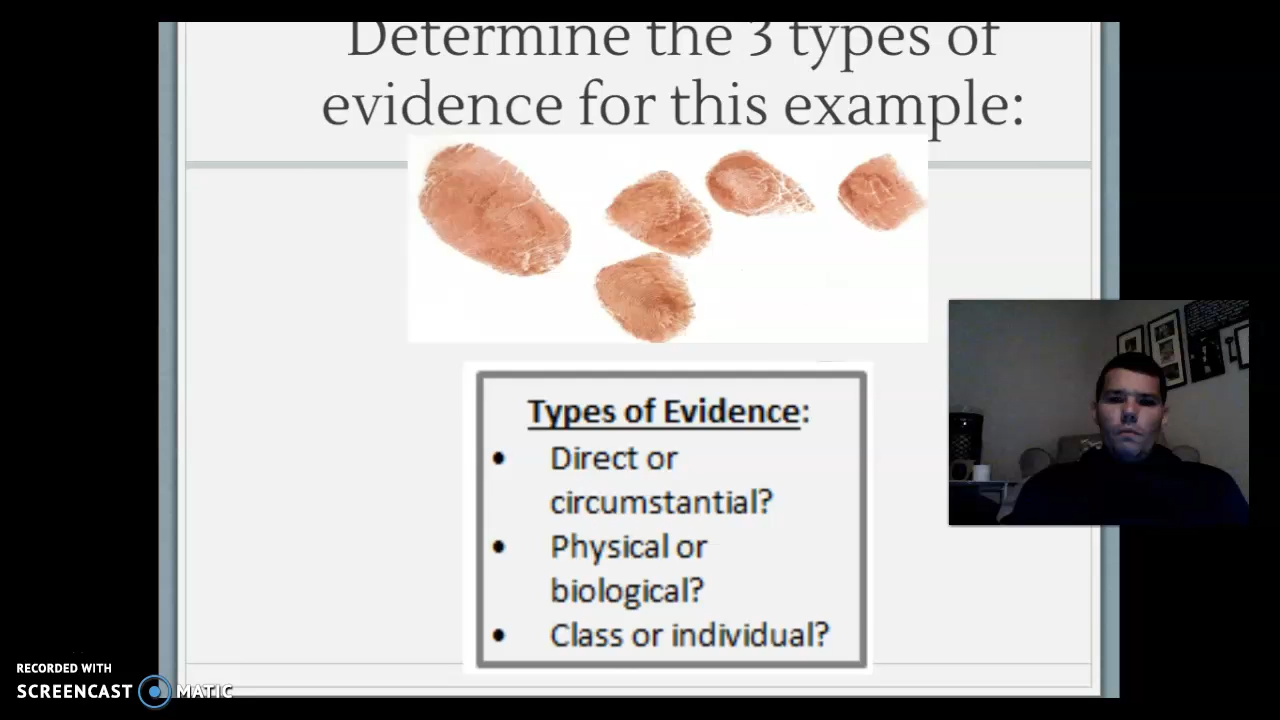 Determine the 3 types of
evidence for this example:
Types of Evidence:
• Direct or
circumstantial?
• Physical or
biological?
• Class or individual?
RECORDED WITH
SCREENCAST MATIC